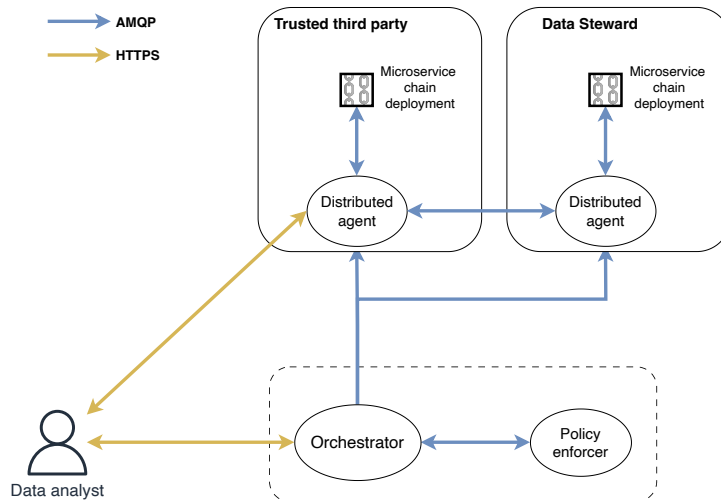 AMQP
HTTPS
Trusted third party
Microservice
chain
deployment
Distributed
agent
Data Steward
Microservice
chain
deployment
Distributed
agent
Orchestrator
Policy
enforcer
Data analyst